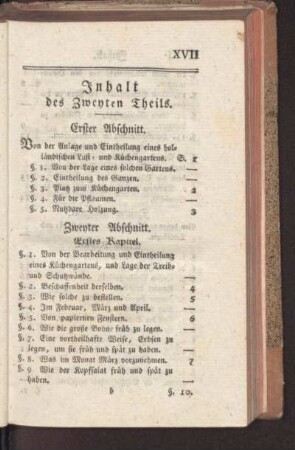 XVII
Inhalt
des Zweyten Theils.
Erster Abschnitt.
Von der Anlage und Eintheilung eines hol-
ländischen Lust- und Küchengartens. S. 1
§. 1. Von der Lage eines solchen Gartens. —
§. 2. Eintheilung des Ganzen. —
§. 3. Platz zum Küchengarten. 2
§. 4. Für die Pflaumen. —
§. 5. Nutzbare Holzung. 3
Zweyter Abschnitt.
Erstes Kapitel.
§. 1. Von der Bearbeitung und Eintheilung
eines Küchengartens, und Lage der Treib-
und Schutzwände. —
§. 2. Beschaffenheit derselben. 4
§. 3. Wie solche zu bestellen. 5
§. 4. Im Februar, März und April. —
§. 5. Von papiernen Fenstern. 6
§. 6. Wie die große Bohne früh zu legen. —
§. 7. Eine vortheilhafte Weise, Erbsen zu
legen, um sie früh und spät zu haben. —
§. 8. Was im Monat März vorzunehmen. 7
§. 9. Wie der Kopfsalat früh und spät zu
haben. —
b §. 10.